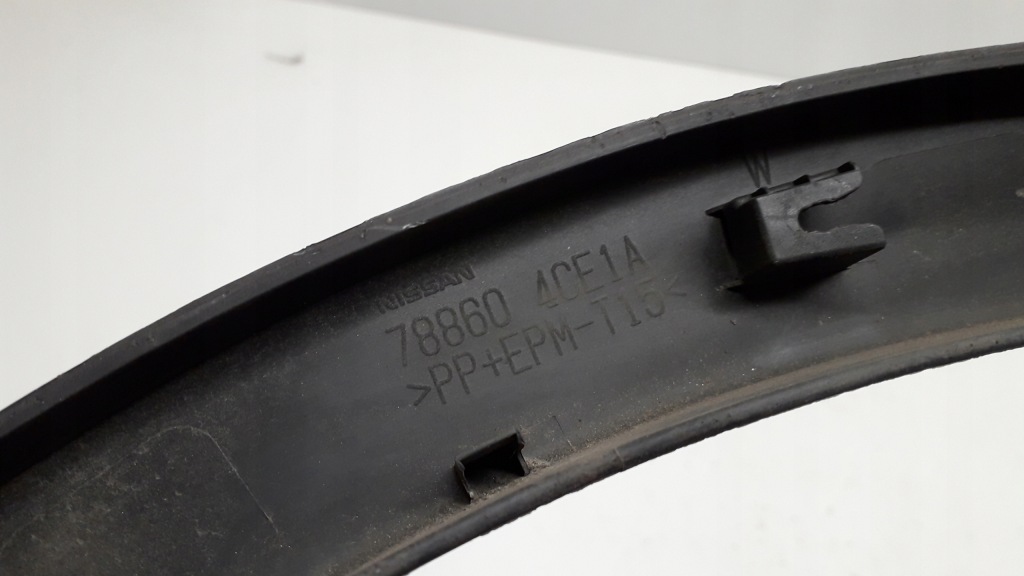 W
NISSAN
78860 4CE1A
>PP+EPM-T15<